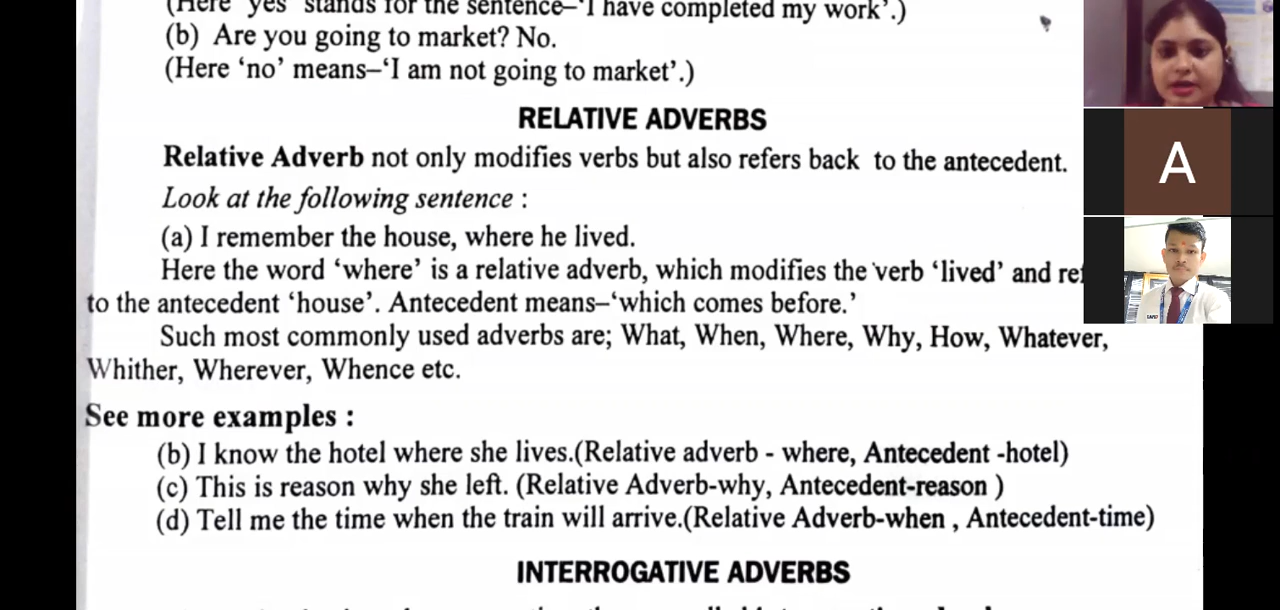 (Here 'yes' stands for the sentence–'I have completed my work'.)
(b) Are you going to market? No.
(Here 'no' means–'I am not going to market'.)
RELATIVE ADVERBS
Relative Adverb not only modifies verbs but also refers back to the antecedent.
Look at the following sentence :
(a) I remember the house, where he lived.
Here the word 'where' is a relative adverb, which modifies the verb 'lived' and ref
to the antecedent 'house'. Antecedent means–'which comes before.'
Such most commonly used adverbs are; What, When, Where, Why, How, Whatever,
Whither, Wherever, Whence etc.
See more examples :
(b) I know the hotel where she lives.(Relative adverb - where, Antecedent -hotel)
(c) This is reason why she left. (Relative Adverb-why, Antecedent-reason )
(d) Tell me the time when the train will arrive.(Relative Adverb-when , Antecedent-time)
INTERROGATIVE ADVERBS
A